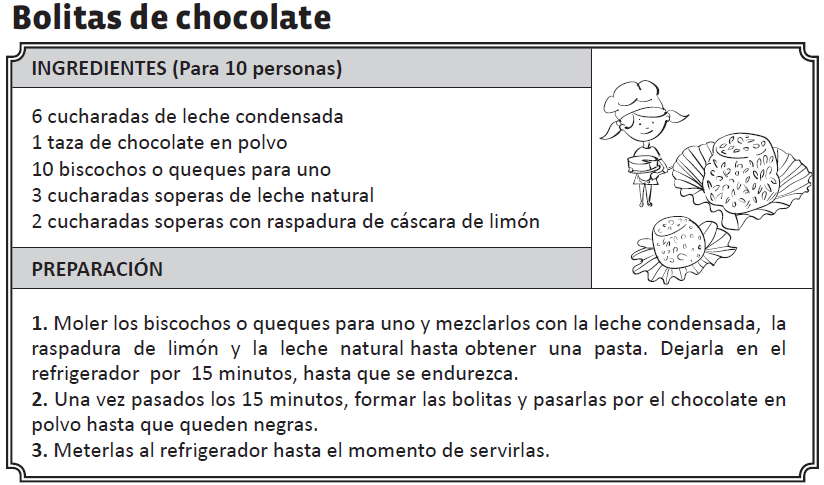 Bolitas de chocolate
INGREDIENTES (Para 10 personas)
6 cucharadas de leche condensada
1 taza de chocolate en polvo
10 biscochos o queques para uno
3 cucharadas soperas de leche natural
2 cucharadas soperas con raspadura de cáscara de limón
PREPARACIÓN
1. Moler los biscochos o queques para uno y mezclarlos con la leche condensada, la
raspadura de limón y la leche natural hasta obtener una pasta. Dejarla en el
refrigerador por 15 minutos, hasta que se endurezca.
2. Una vez pasados los 15 minutos, formar las bolitas y pasarlas por el chocolate en
polvo hasta que queden negras.
3. Meterlas al refrigerador hasta el momento de servirlas.